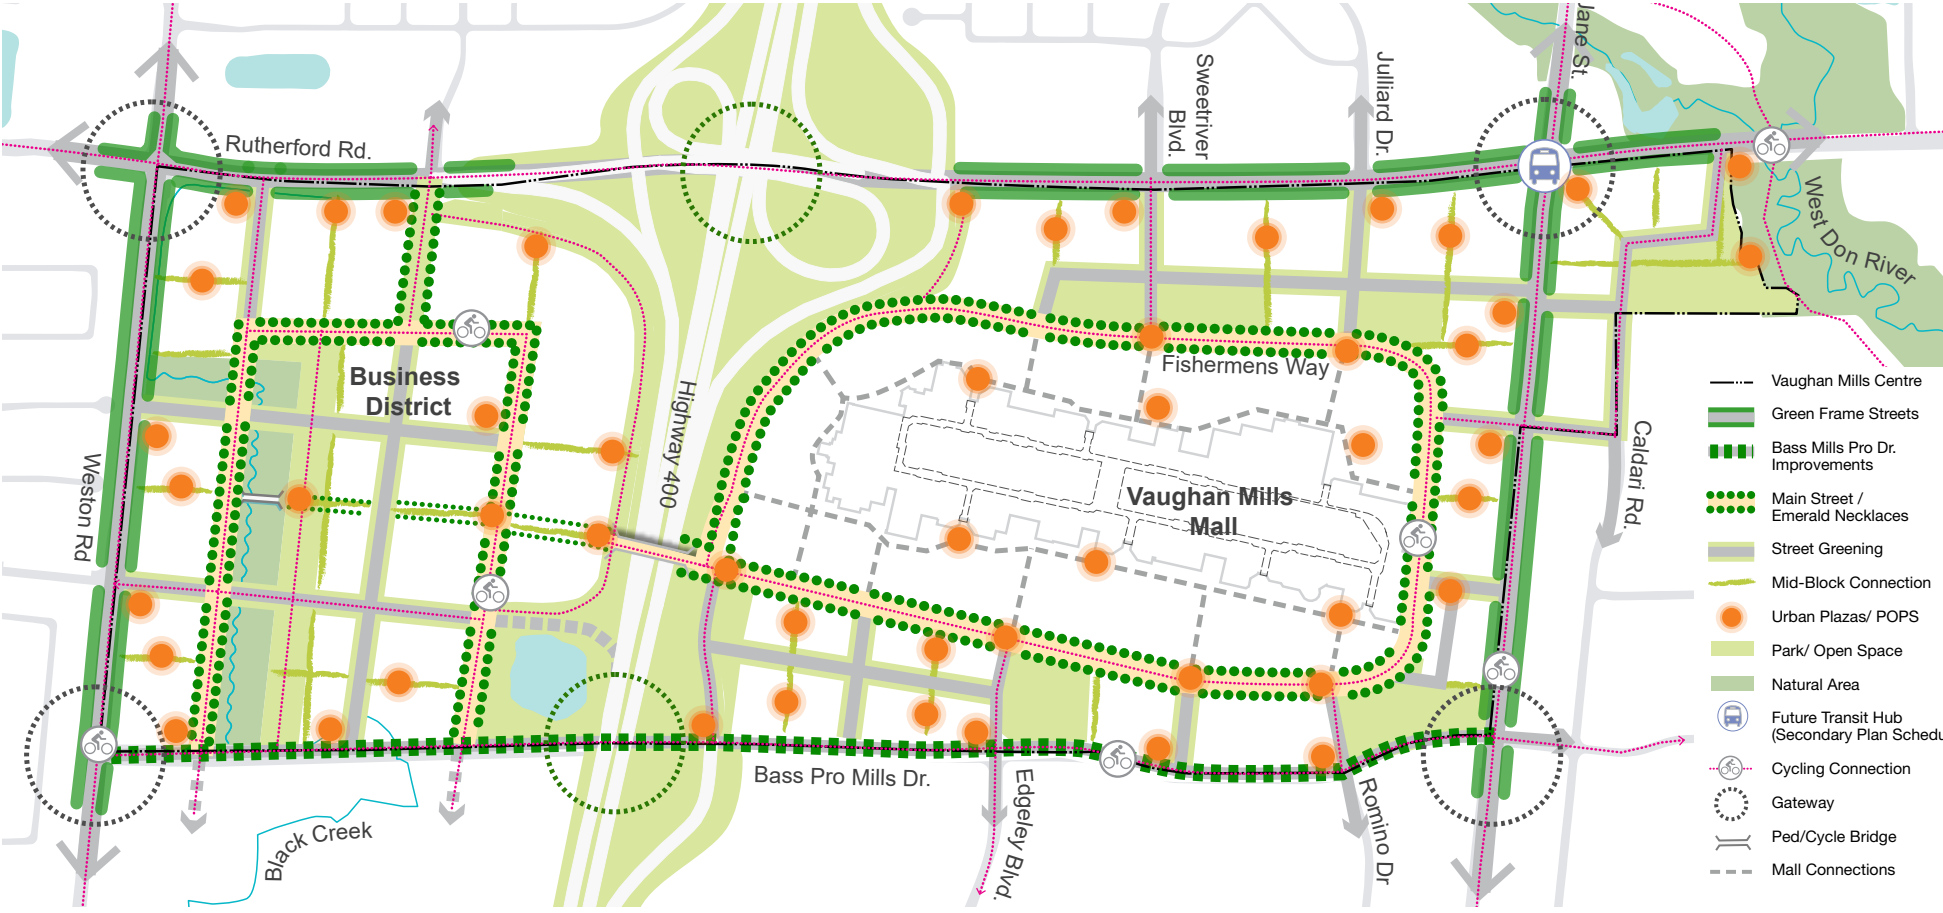 Jane St.
Sweetriver
Blvd.
Julliard Dr.
Rutherford Rd.
West Don River
Fishermens Way
Business
District
Highway 400
Weston Rd
Vaughan Mills
Mall
Caldari Rd.
Bass Pro Mills Dr.
Edgeley Blvd.
Romino Dr
Black Creek
Vaughan Mills Centre
Green Frame Streets
Bass Mills Pro Dr.
Improvements
Main Street /
Emerald Necklaces
Street Greening
Mid-Block Connection
Urban Plazas/ POPS
Park/ Open Space
Natural Area
Future Transit Hub
(Secondary Plan Schedu
Cycling Connection
Gateway
Ped/Cycle Bridge
Mall Connections